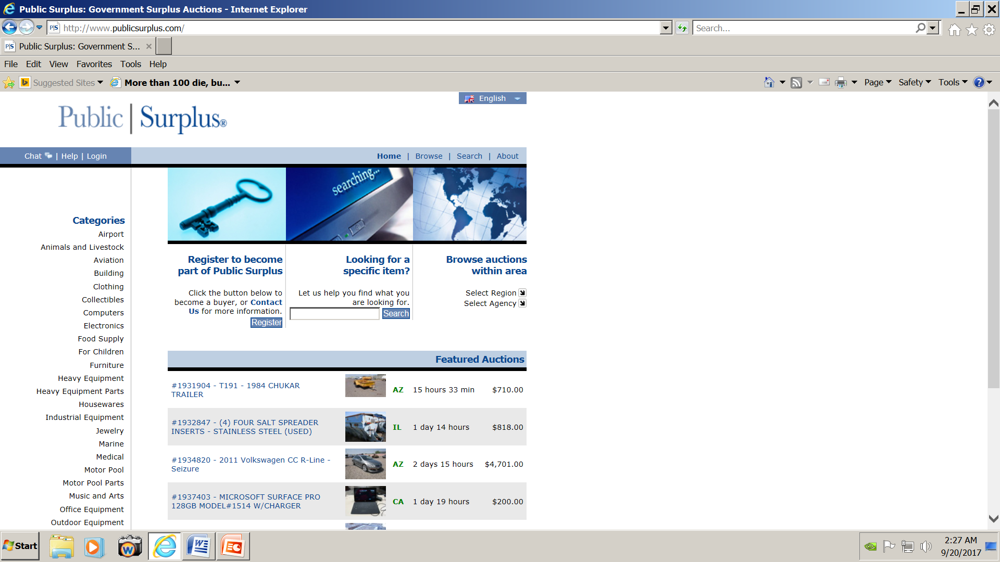 Public Surplus: Government Surplus Auctions - Internet Explorer
P|S http://www.publicsurplus.com/
Search...
P|S Public Surplus: Government S...
File Edit View Favorites Tools Help
Suggested Sites More than 100 die, bu...
Page Safety Tools
English
Public | Surplus®
Chat | Help | Login
Home | Browse | Search | About
searching...
Categories
Airport
Animals and Livestock
Aviation
Building
Clothing
Collectibles
Computers
Electronics
Food Supply
For Children
Furniture
Heavy Equipment
Heavy Equipment Parts
Housewares
Industrial Equipment
Jewelry
Marine
Medical
Motor Pool
Motor Pool Parts
Music and Arts
Office Equipment
Outdoor Equipment
Register to become
part of Public Surplus
Click the button below to
become a buyer, or Contact
Us for more information.
Register
Looking for a
specific item?
Let us help you find what you
are looking for.
Search
Browse auctions
within area
Select Region
Select Agency
Featured Auctions
#1931904 - T191 - 1984 CHUKAR
TRAILER
AZ 15 hours 33 min $710.00
#1932847 - (4) FOUR SALT SPREADER
INSERTS - STAINLESS STEEL (USED)
IL 1 day 14 hours $818.00
#1934820 - 2011 Volkswagen CC R-Line -
Seizure
AZ 2 days 15 hours $4,701.00
#1937403 - MICROSOFT SURFACE PRO
128GB MODEL#1514 W/CHARGER
CA 1 day 19 hours $200.00
Start
2:27 AM
9/20/2017